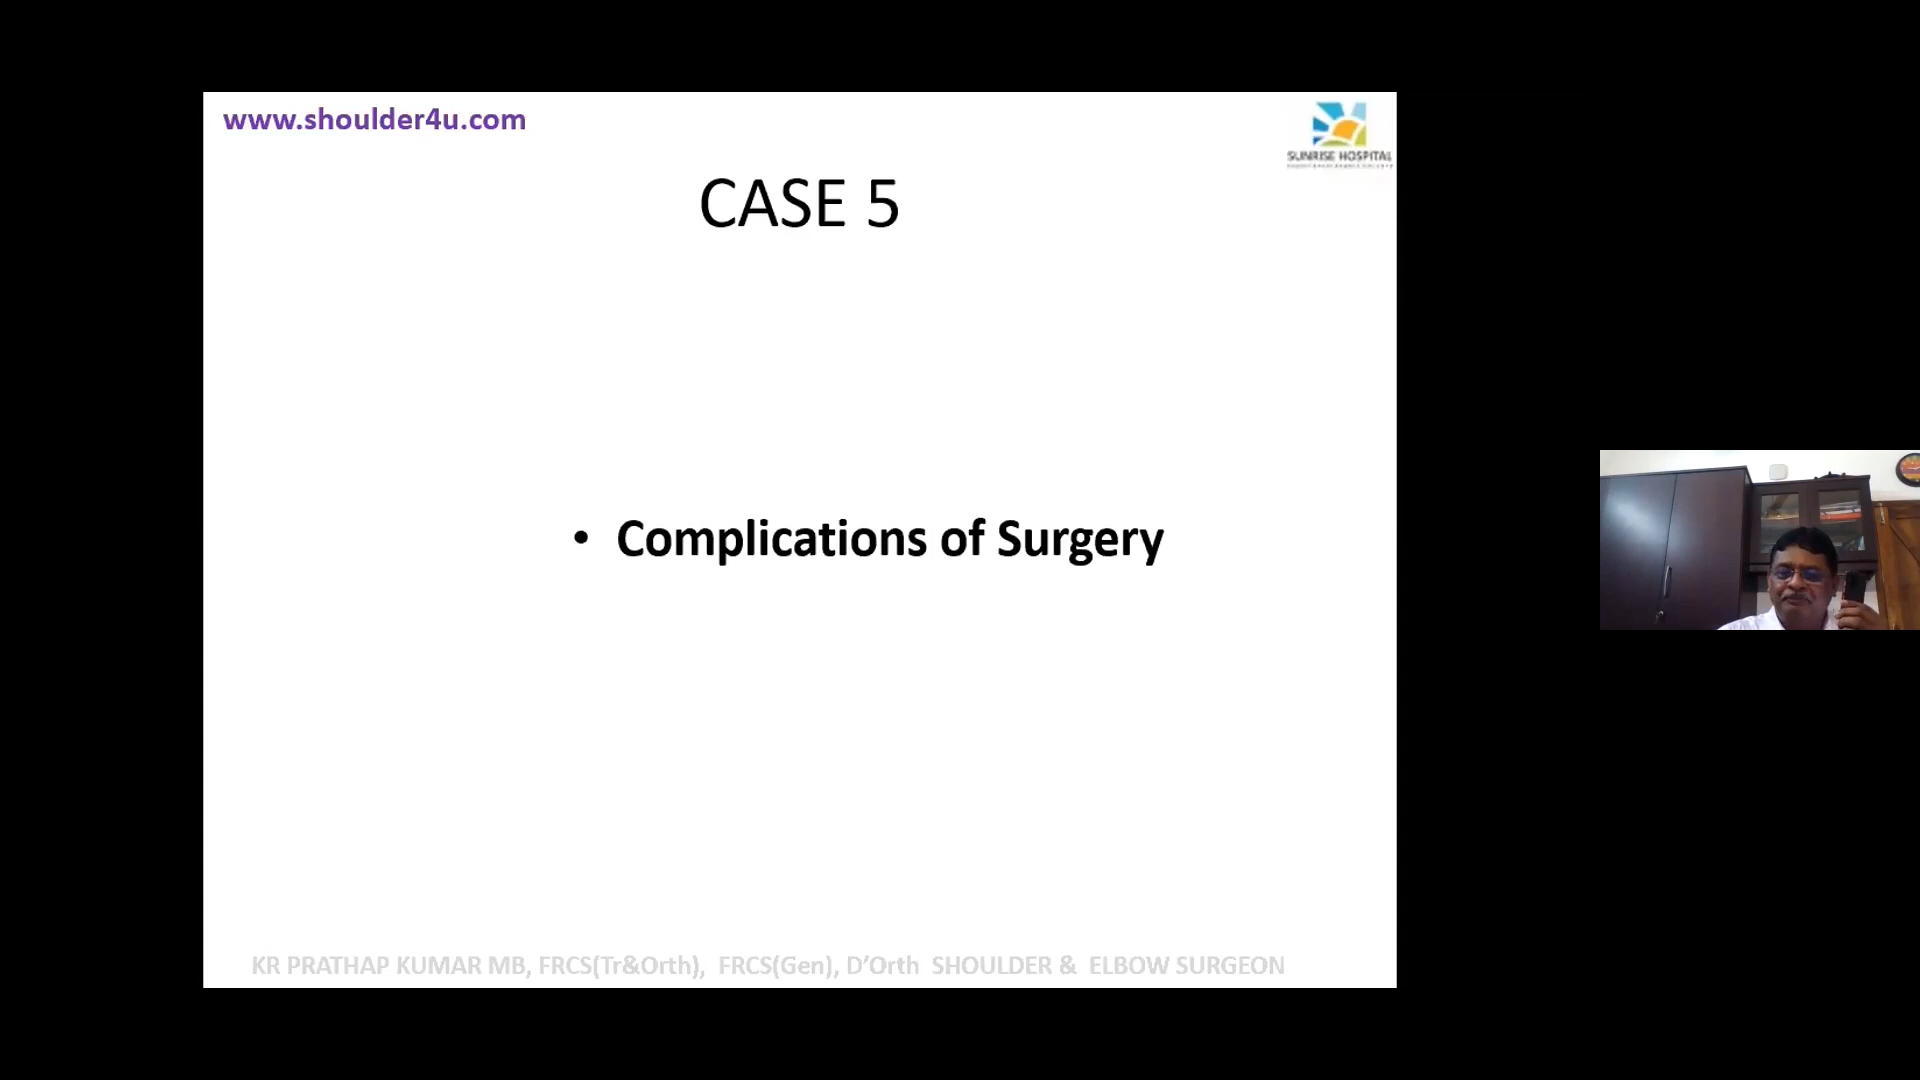 www.shoulder4u.com
SUNRISE HOSPITAL
CASE 5
• Complications of Surgery
KR PRATHAP KUMAR MB, FRCS(Tr&Orth), FRCS(Gen), D’Orth SHOULDER & ELBOW SURGEON